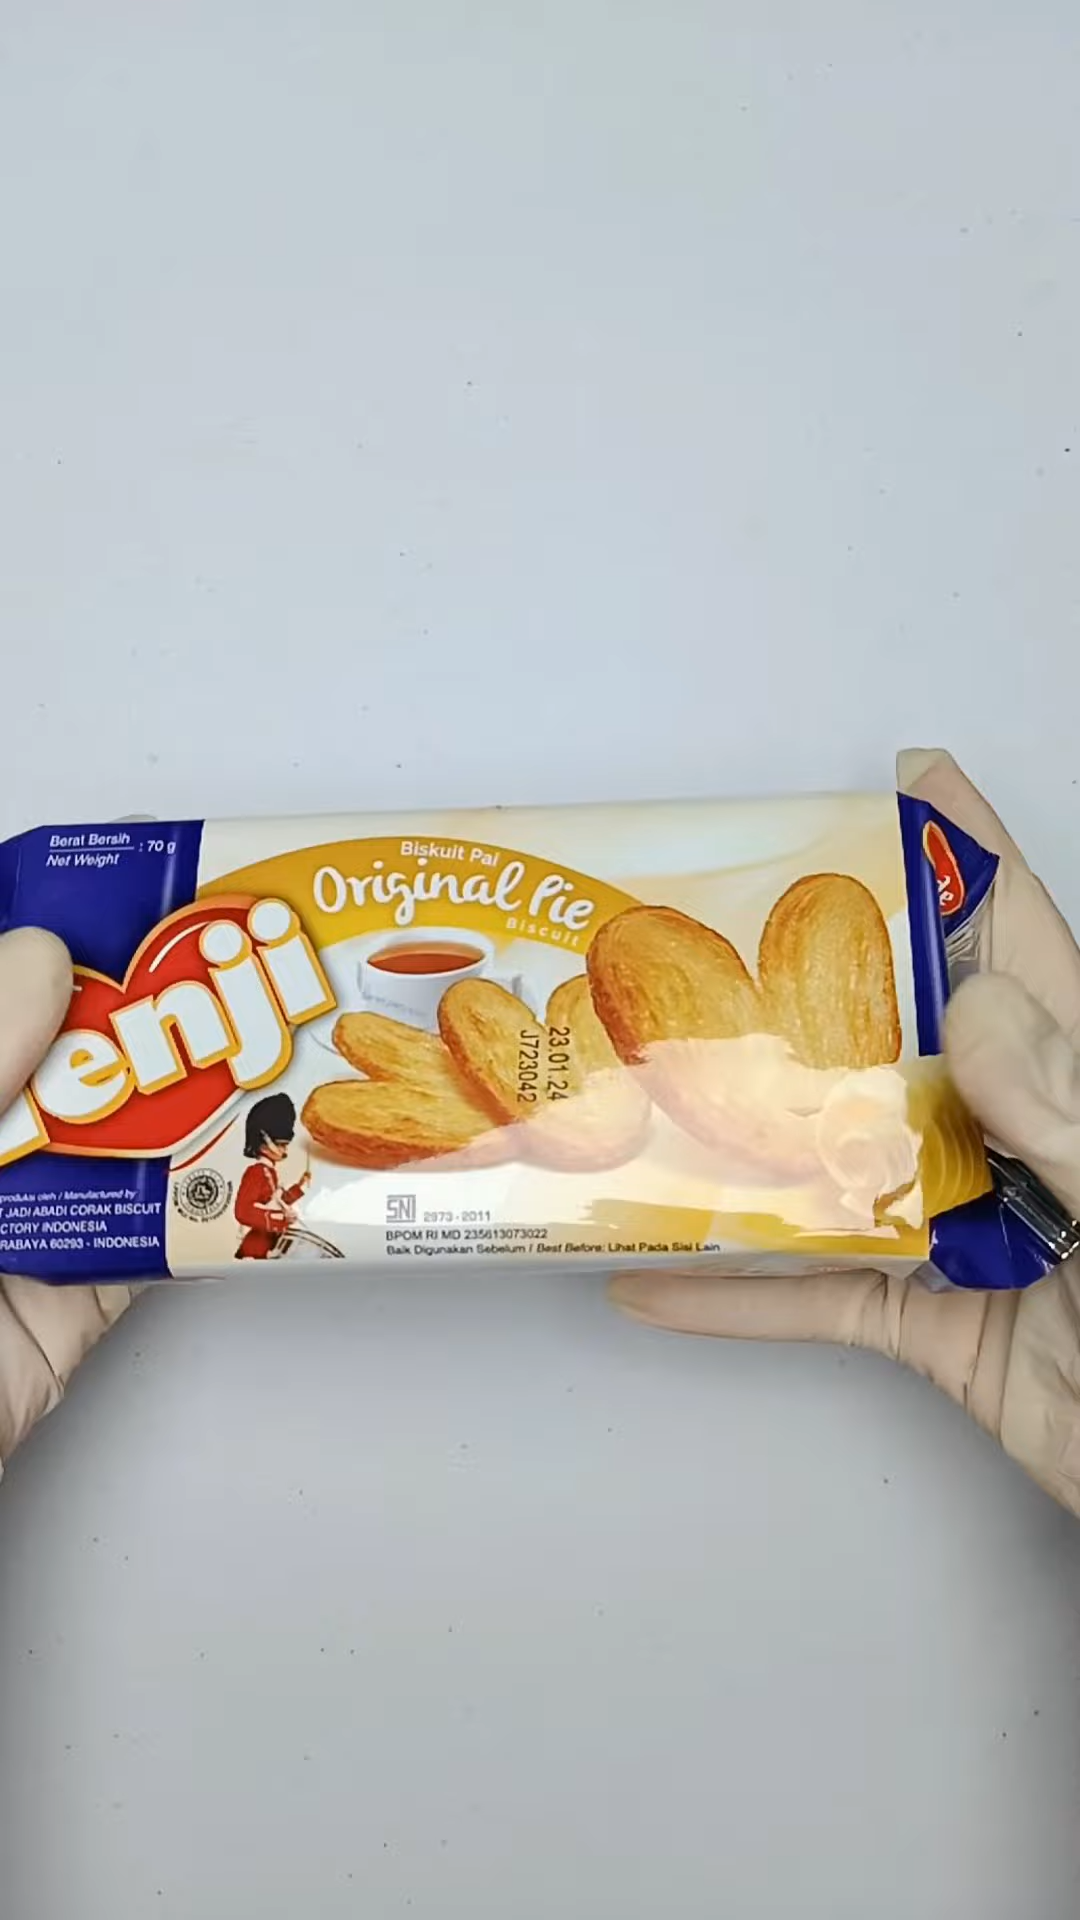 Berat Bersih : 70 g
Net Weight
Biskuit Pai
Original Pie
Biscuit
enji
23.01.24
J723042
produksi oleh / Manufactured by
T JADI ABADI CORAK BISCUIT
CTORY INDONESIA
RABAYA 60293 - INDONESIA
SNI 2973-2011
BPOM RI MD 235613073022
Baik Digunakan Sebelum / Best Before: Lihat Pada Sisi Lain